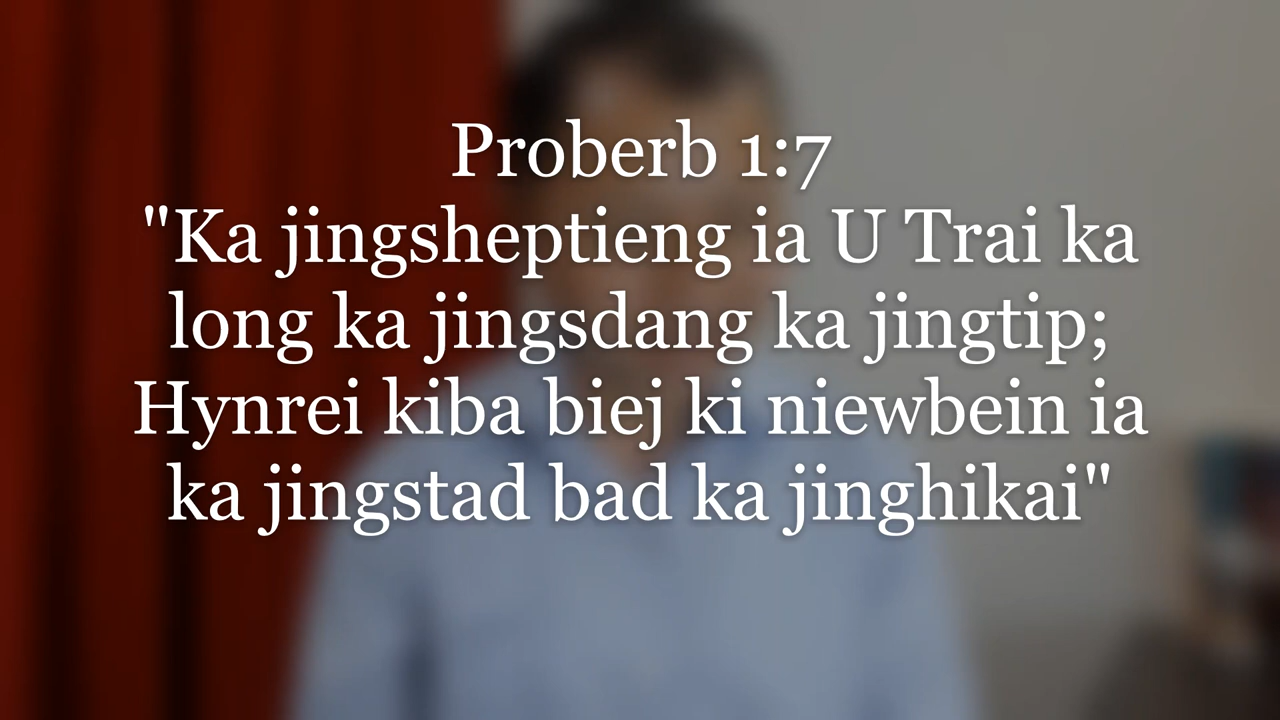 Proberb 1:7
"Ka jingsheptieng ia U Trai ka
long ka jingsdang ka jingtip;
Hynrei kiba biej ki niewbein ia
ka jingstad bad ka jinghikai"